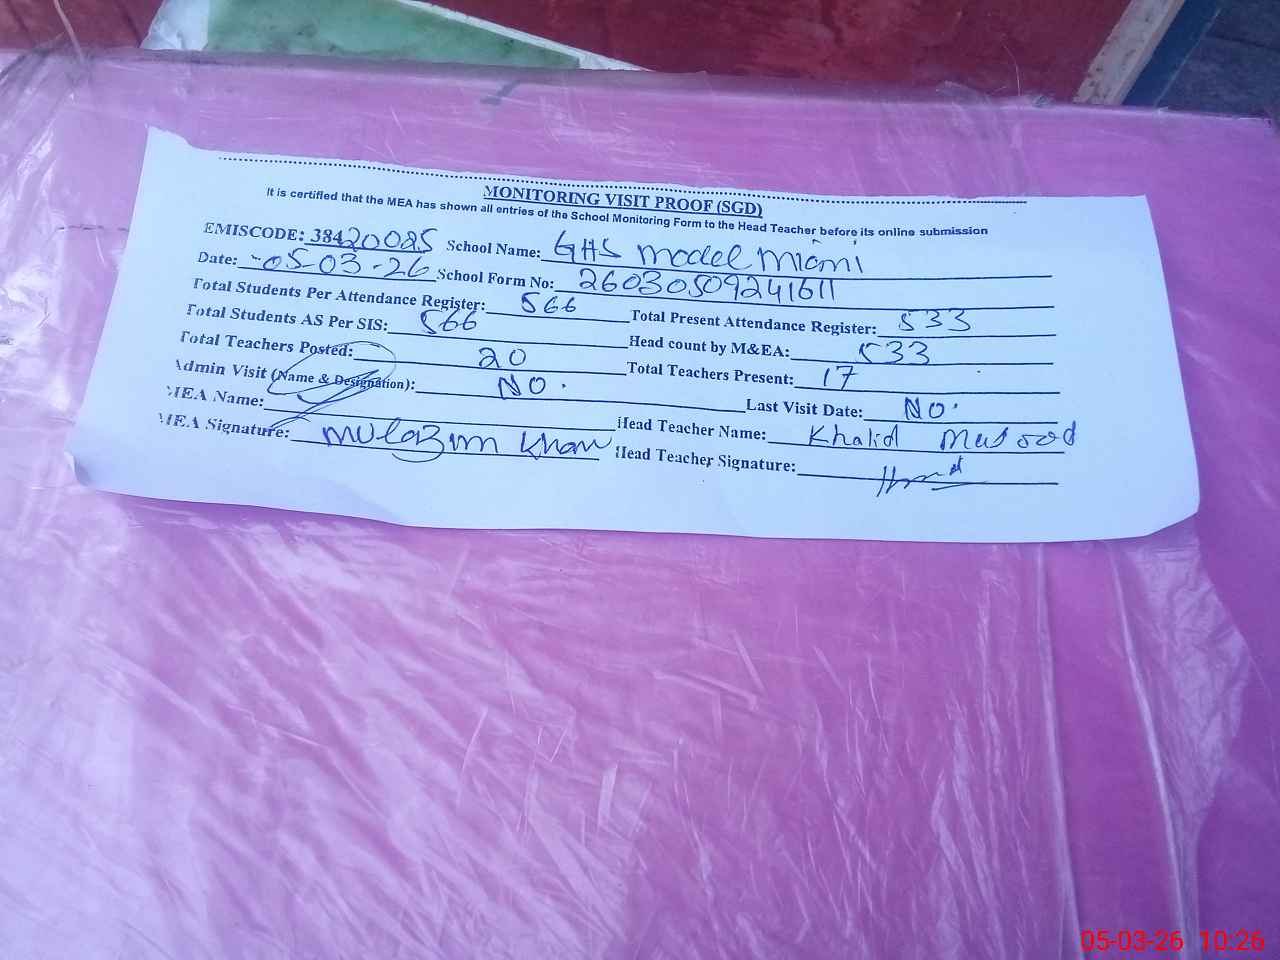 MONITORING VISIT PROOF (SGD)
It is certified that the MEA has shown all entries of the School Monitoring Form to the Head Teacher before its online submission
EMISCODE: 38420085 School Name: GHS model Miani
Date: -05-03-26 School Form No: 26030509241611
Total Students Per Attendance Register: 566 Total Present Attendance Register: 533
Total Students AS Per SIS: 566 Head count by M&EA: 533
Total Teachers Posted: 20 Total Teachers Present: 17
Admin Visit (Name & Designation): NO. Last Visit Date: NO.
MEA Name: Head Teacher Name: Khalid Masood
MEA Signature: Mulazim Khan Head Teacher Signature:
05-03-26 10:26